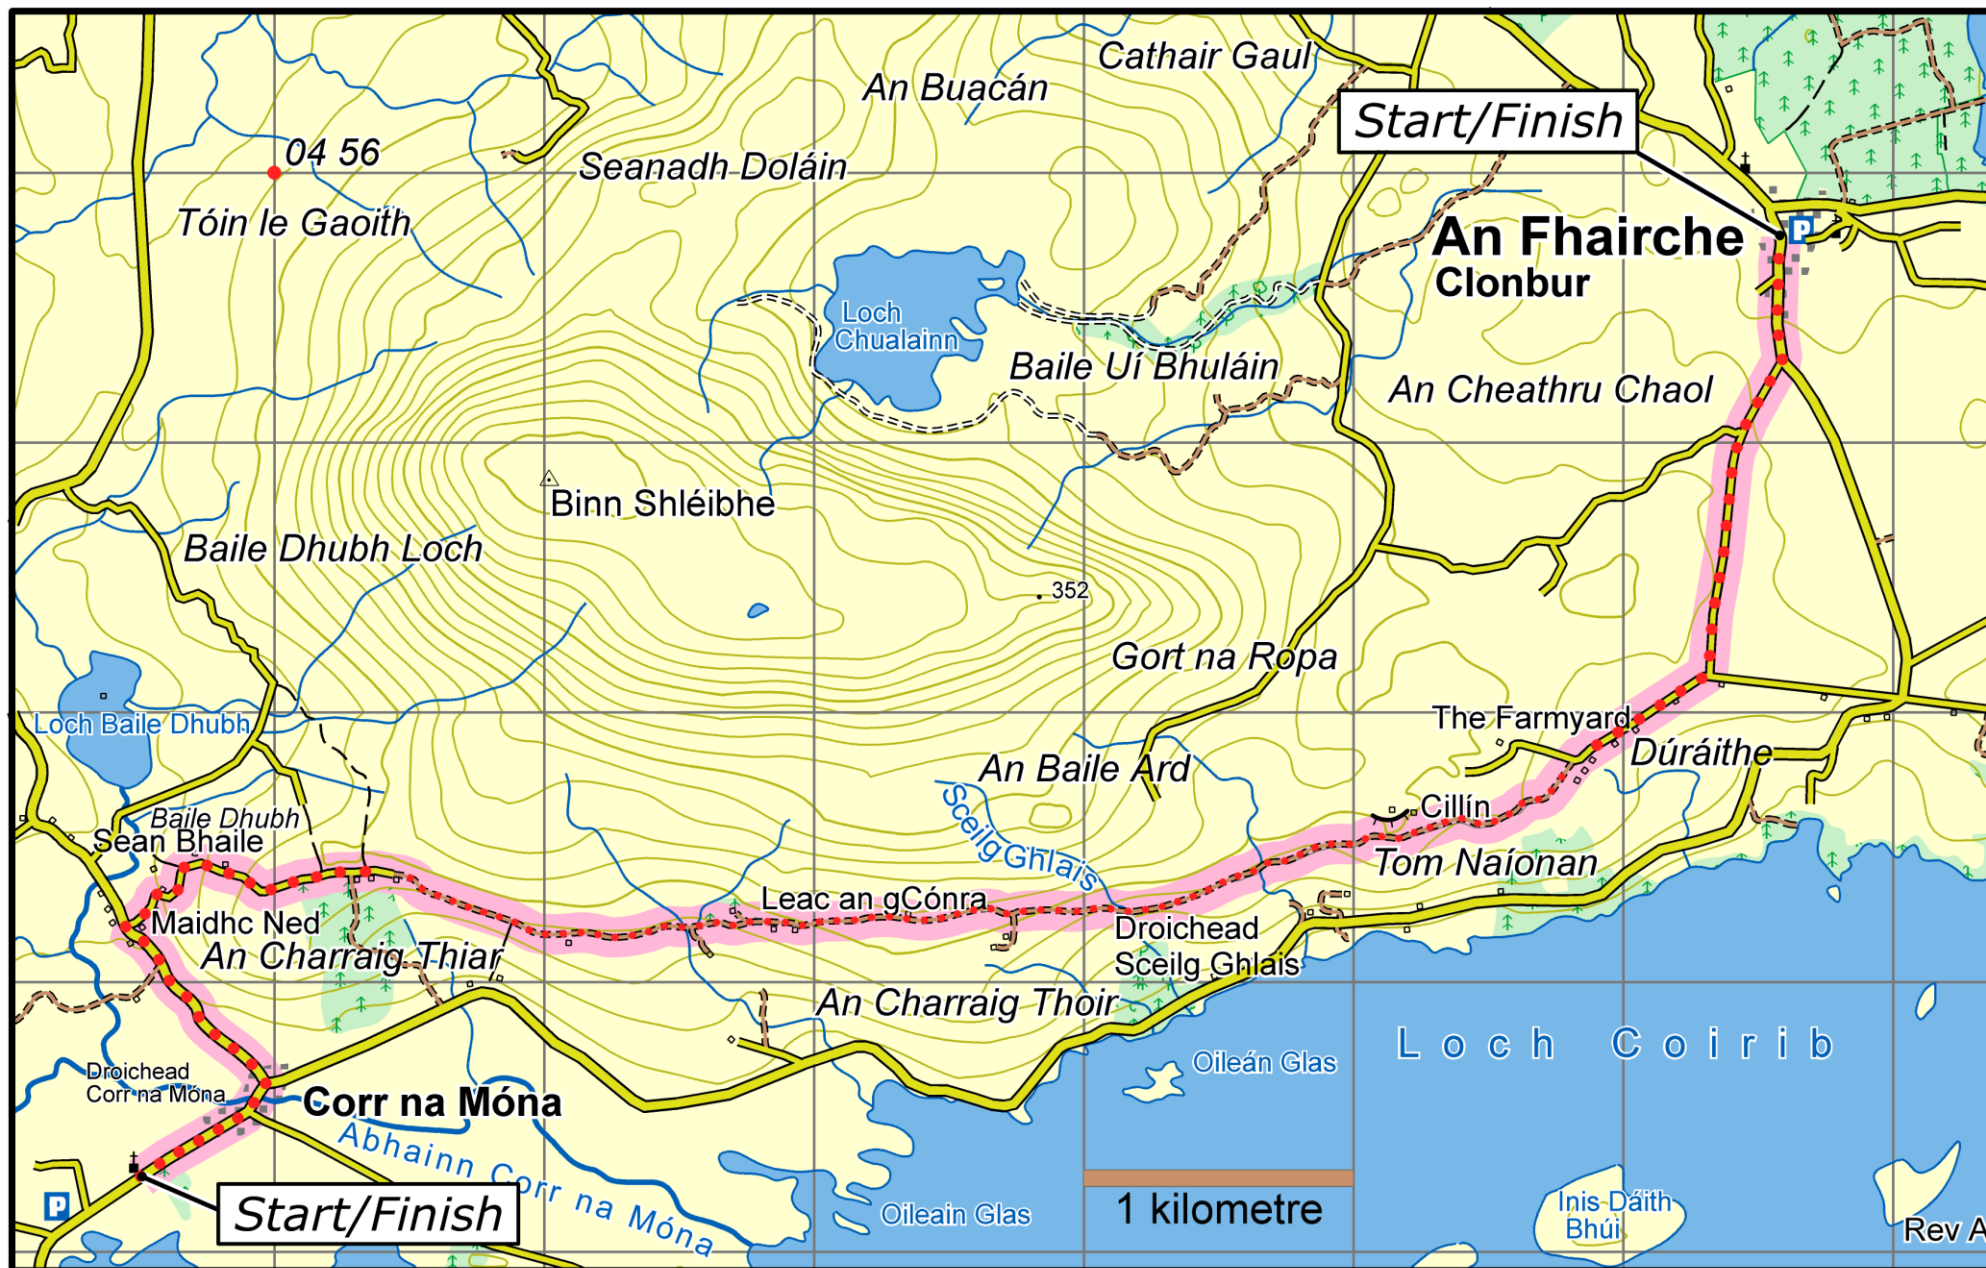 Cathair Gaul
An Buacán
Start/Finish
04 56
Seanadh Doláin
Tóin le Gaoith
P
An Fhairche
Clonbur
Loch
Chualainn
Baile Uí Bhuláin
An Cheathru Chaol
Binn Shléibhe
Baile Dhubh Loch
352
Gort na Ropa
Loch Baile Dhubh
The Farmyard
Dúráithe
An Baile Ard
Sceilg Ghlais
Cillín
Baile Dhubh
Sean Bhaile
Tom Naíonan
Leac an gCónra
Maidhc Ned
Droichead
Sceilg Ghlais
An Charraig Thiar
An Charraig Thoir
Loch Coirib
Oileán Glas
Droichead
Corr na Móna
Corr na Móna
Abhainn Corr na Móna
P
Start/Finish
Oileain Glas
1 kilometre
Inis Dáith
Bhúi
Rev A